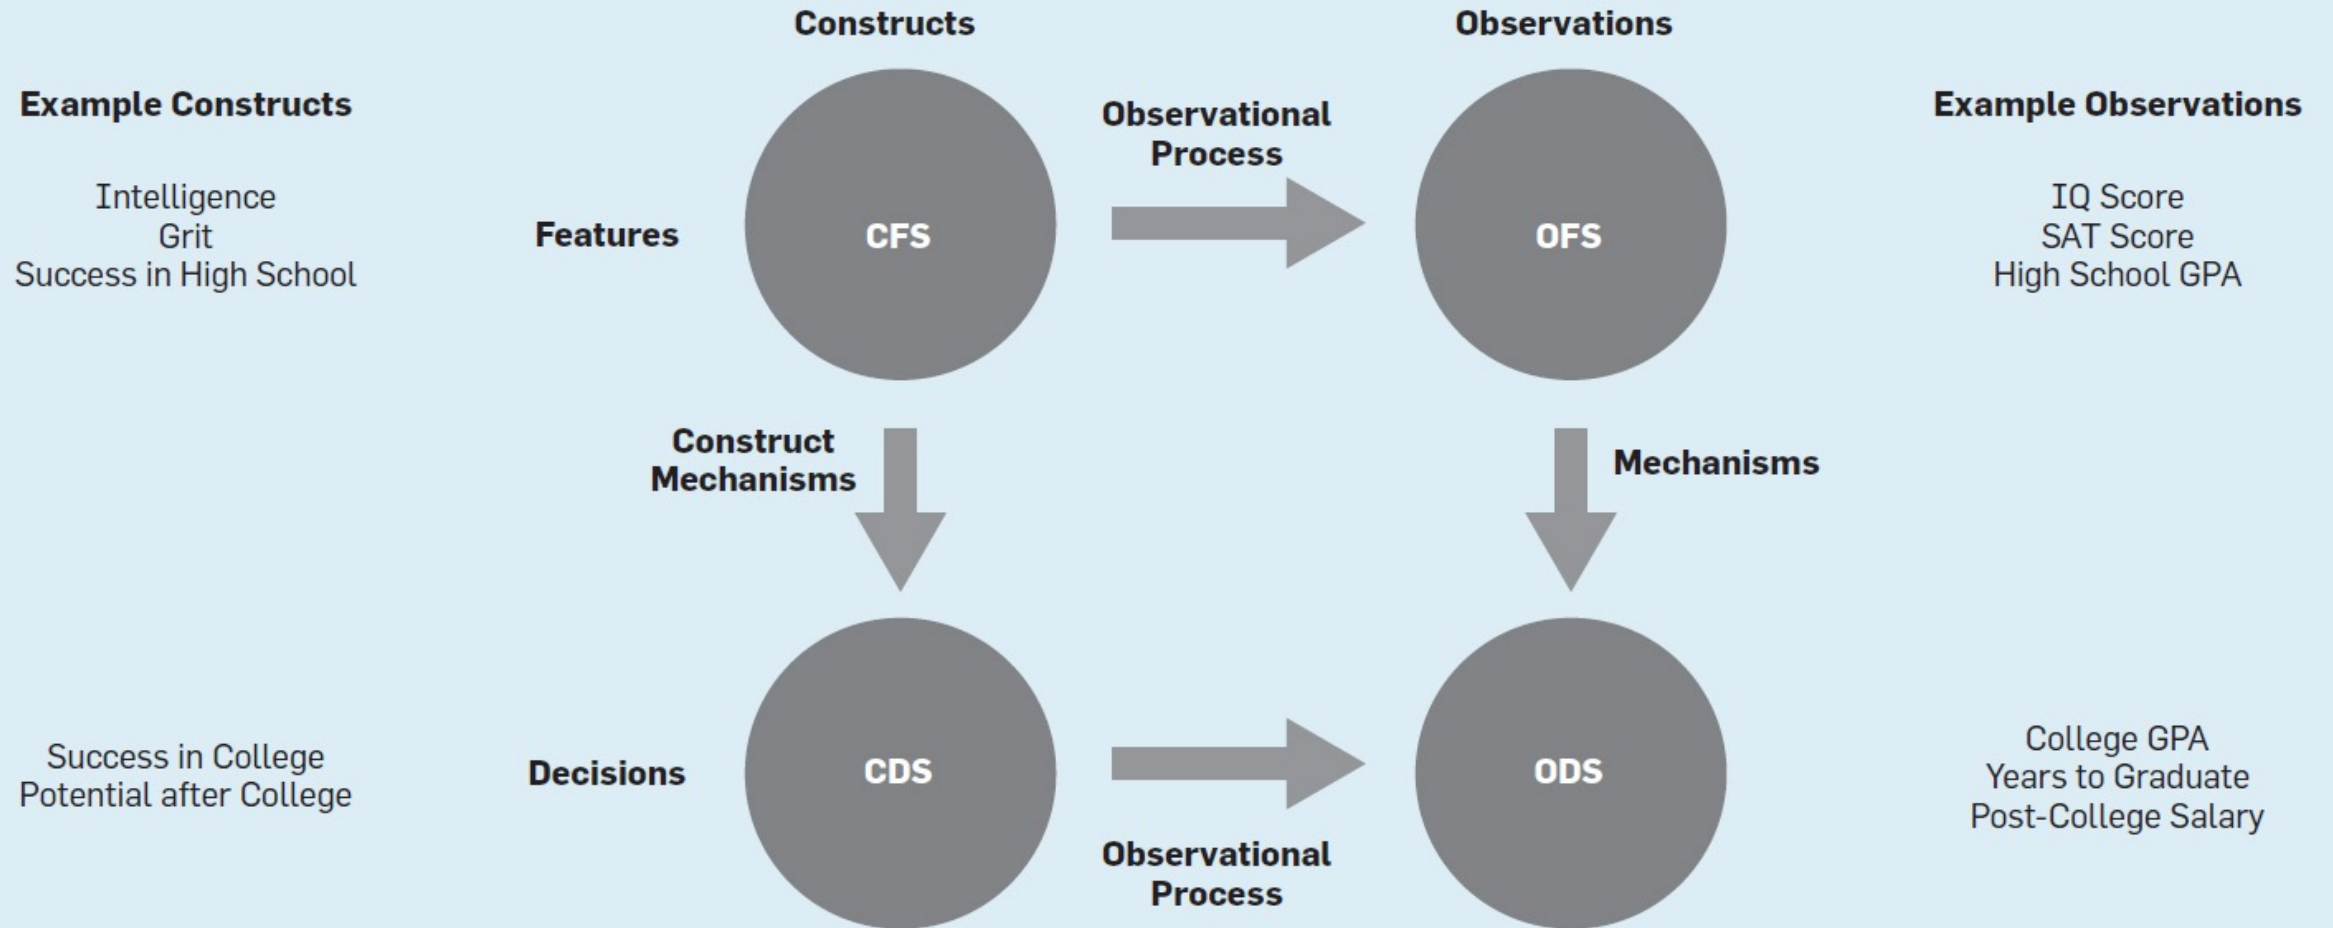 Constructs
Observations
Example Constructs
Observational
Process
Example Observations
Intelligence
Grit
Success in High School
Features
CFS
OFS
IQ Score
SAT Score
High School GPA
Construct
Mechanisms
Mechanisms
Success in College
Potential after College
Decisions
CDS
ODS
College GPA
Years to Graduate
Post-College Salary
Observational
Process